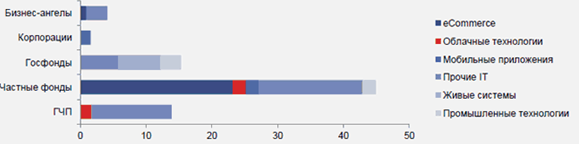 Бизнес-ангелы
Корпорации
Госфонды
Частные фонды
ГЧП
0 10 20 30 40 50
eCommerce
Облачные технологии
Мобильные приложения
Прочие IT
Живые системы
Промышленные технологии